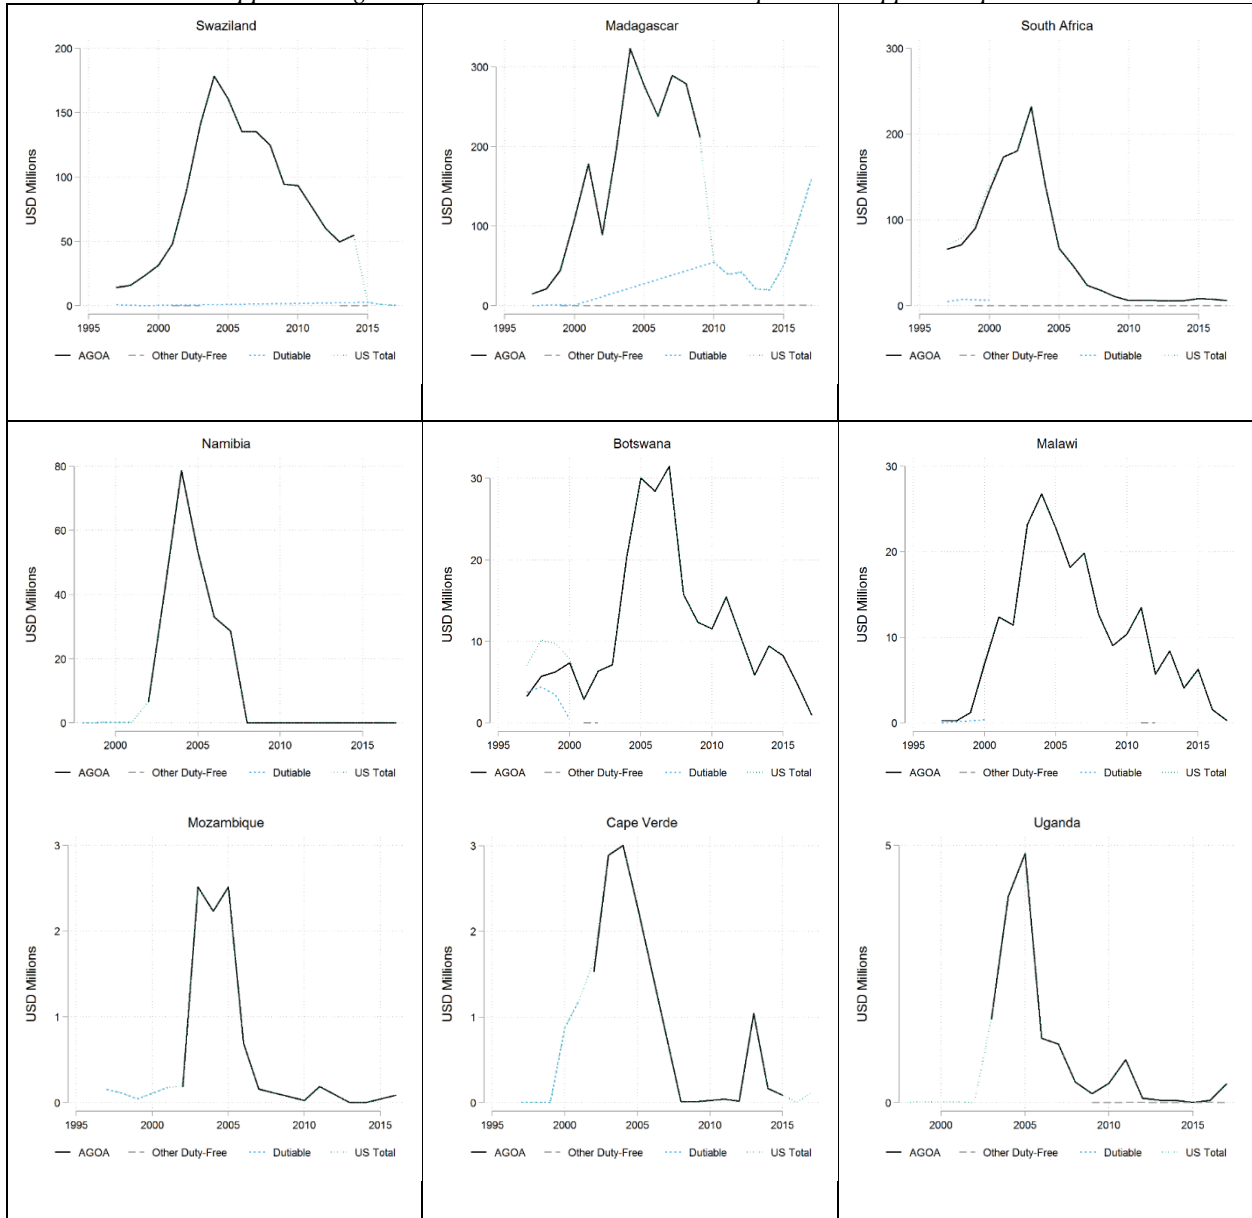 Swaziland
200
150
100
50
0
USD Millions
1995 2000 2005 2010 2015
AGOA Other Duty-Free Dutiable US Total
Madagascar
300
200
100
0
USD Millions
1995 2000 2005 2010 2015
AGOA Other Duty-Free Dutiable US Total
South Africa
300
200
100
0
USD Millions
1995 2000 2005 2010 2015
AGOA Other Duty-Free Dutiable US Total
Namibia
80
60
40
20
0
USD Millions
2000 2005 2010 2015
AGOA Other Duty-Free Dutiable US Total
Botswana
30
20
10
0
USD Millions
1995 2000 2005 2010 2015
AGOA Other Duty-Free Dutiable US Total
Malawi
30
20
10
0
USD Millions
1995 2000 2005 2010 2015
AGOA Other Duty-Free Dutiable US Total
Mozambique
3
2
1
0
USD Millions
1995 2000 2005 2010 2015
AGOA Other Duty-Free Dutiable US Total
Cape Verde
3
2
1
0
USD Millions
1995 2000 2005 2010 2015
AGOA Other Duty-Free Dutiable US Total
Uganda
5
0
USD Millions
2000 2005 2010 2015
AGOA Other Duty-Free Dutiable US Total